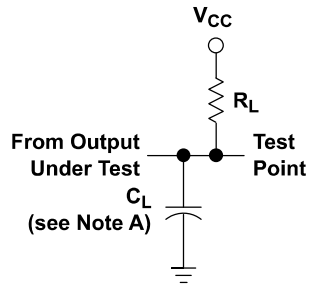 VCC
RL
From Output
Under Test
Test
Point
CL
(see Note A)